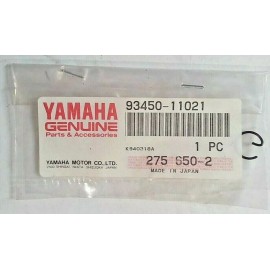 YAMAHA
GENUINE
Parts & Accessories
93450-11021
1 PC
275 650-2
YAMAHA MOTOR CO., LTD.
MADE IN JAPAN